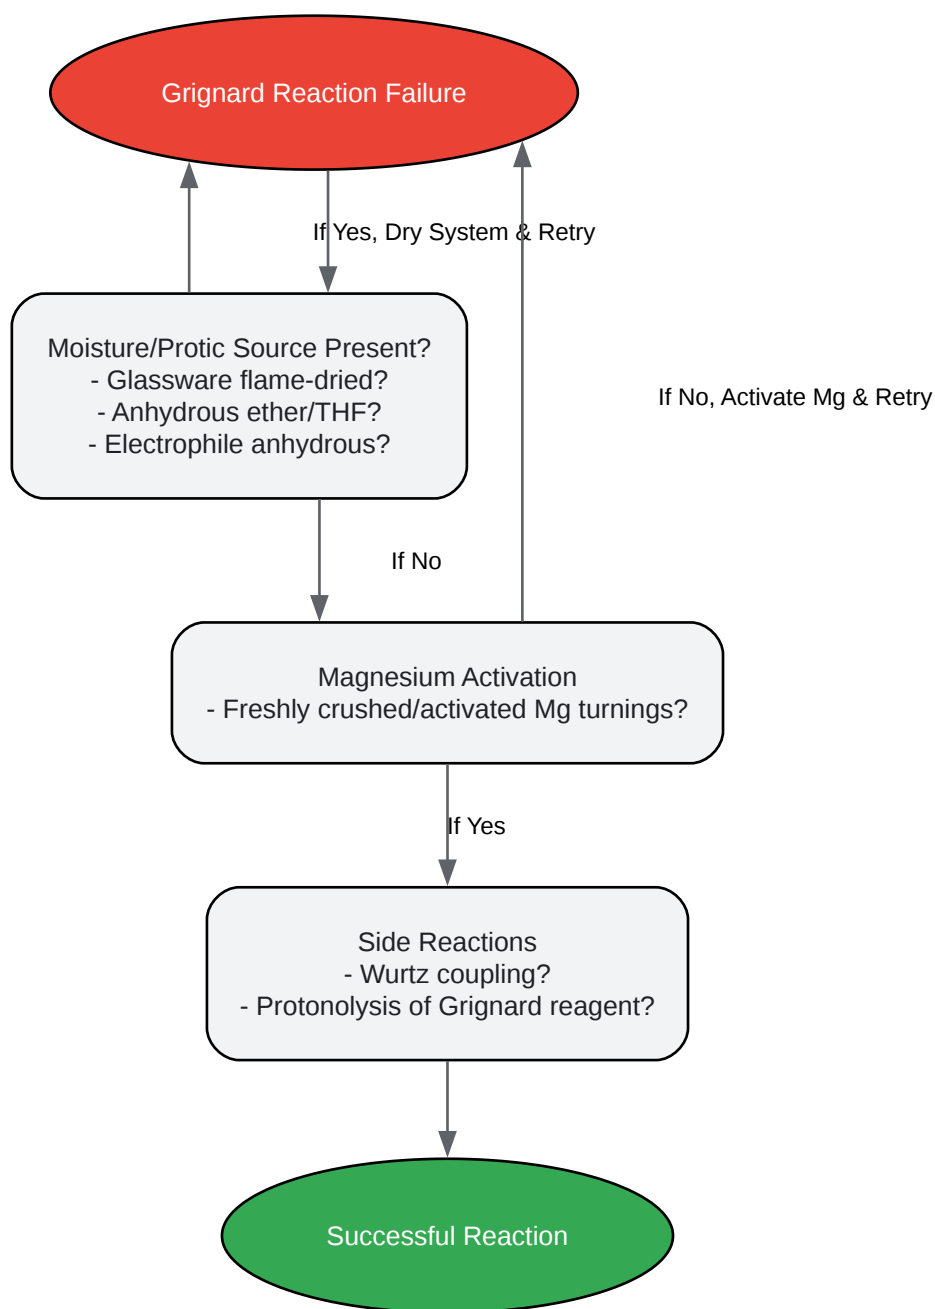 Grignard Reaction Failure
If Yes, Dry System & Retry
Moisture/Protic Source Present?
- Glassware flame-dried?
- Anhydrous ether/THF?
- Electrophile anhydrous?
If No, Activate Mg & Retry
If No
Magnesium Activation
- Freshly crushed/activated Mg turnings?
If Yes
Side Reactions
- Wurtz coupling?
- Protonolysis of Grignard reagent?
Successful Reaction